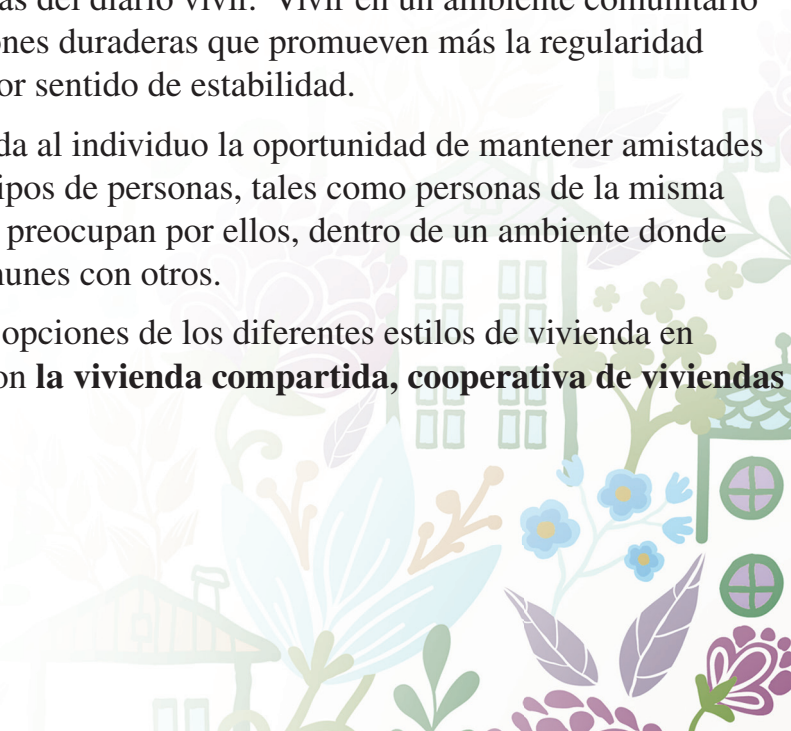 as del diario vivir. Vivir en un ambiente comunitario
ones duraderas que promueven más la regularidad
or sentido de estabilidad.
da al individuo la oportunidad de mantener amistades
ipos de personas, tales como personas de la misma
preocupan por ellos, dentro de un ambiente donde
nunes con otros.
opciones de los diferentes estilos de vivienda en
on la vivienda compartida, cooperativa de viviendas